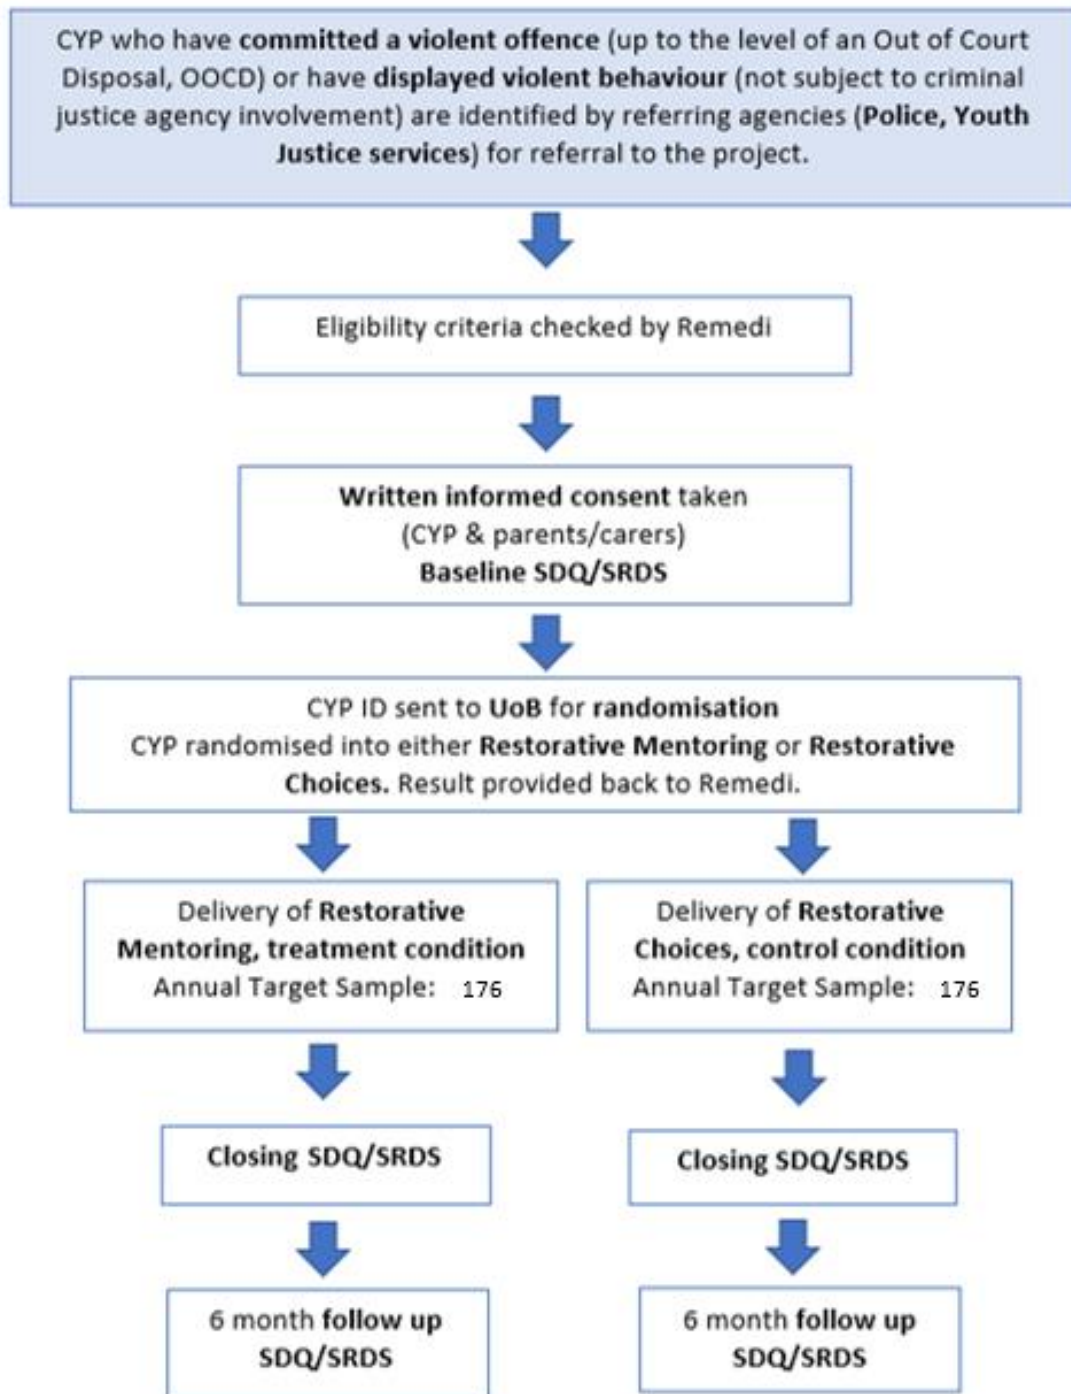 CYP who have committed a violent offence (up to the level of an Out of Court
Disposal, OOCD) or have displayed violent behaviour (not subject to criminal
justice agency involvement) are identified by referring agencies (Police, Youth
Justice services) for referral to the project.
Eligibility criteria checked by Remedi
Written informed consent taken
(CYP & parents/carers)
Baseline SDQ/SRDS
CYP ID sent to UoB for randomisation
CYP randomised into either Restorative Mentoring or Restorative
Choices. Result provided back to Remedi.
Delivery of Restorative
Mentoring, treatment condition
Annual Target Sample: 176
Delivery of Restorative
Choices, control condition
Annual Target Sample: 176
Closing SDQ/SRDS
Closing SDQ/SRDS
6 month follow up
SDQ/SRDS
6 month follow up
SDQ/SRDS